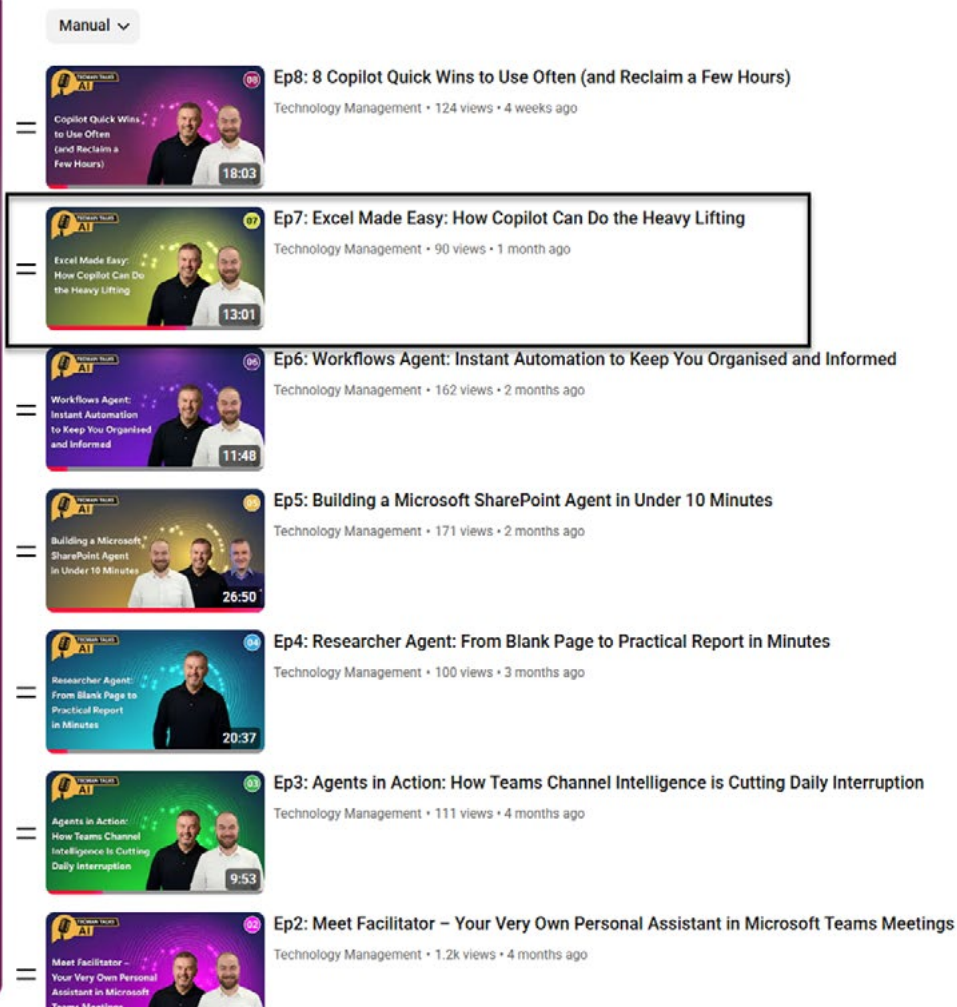 Manual
TECMAN TALKS
AI
08
Copilot Quick Wins
to Use Often
(and Reclaim a
Few Hours)
18:03
Ep8: 8 Copilot Quick Wins to Use Often (and Reclaim a Few Hours)
Technology Management • 124 views • 4 weeks ago
TECMAN TALKS
AI
07
Excel Made Easy:
How Copilot Can Do
the Heavy Lifting
13:01
Ep7: Excel Made Easy: How Copilot Can Do the Heavy Lifting
Technology Management • 90 views • 1 month ago
TECMAN TALKS
AI
06
Workflows Agent:
Instant Automation
to Keep You Organised
and Informed
11:48
Ep6: Workflows Agent: Instant Automation to Keep You Organised and Informed
Technology Management • 162 views • 2 months ago
TECMAN TALKS
AI
05
Building a Microsoft
SharePoint Agent
in Under 10 Minutes
26:50
Ep5: Building a Microsoft SharePoint Agent in Under 10 Minutes
Technology Management • 171 views • 2 months ago
TECMAN TALKS
AI
04
Researcher Agent:
From Blank Page to
Practical Report
in Minutes
20:37
Ep4: Researcher Agent: From Blank Page to Practical Report in Minutes
Technology Management • 100 views • 3 months ago
TECMAN TALKS
AI
03
Agents in Action:
How Teams Channel
Intelligence Is Cutting
Daily Interruption
9:53
Ep3: Agents in Action: How Teams Channel Intelligence is Cutting Daily Interruption
Technology Management • 111 views • 4 months ago
TECMAN TALKS
AI
02
Meet Facilitator –
Your Very Own Personal
Assistant in Microsoft
Teams Meetings
Ep2: Meet Facilitator – Your Very Own Personal Assistant in Microsoft Teams Meetings
Technology Management • 1.2k views • 4 months ago